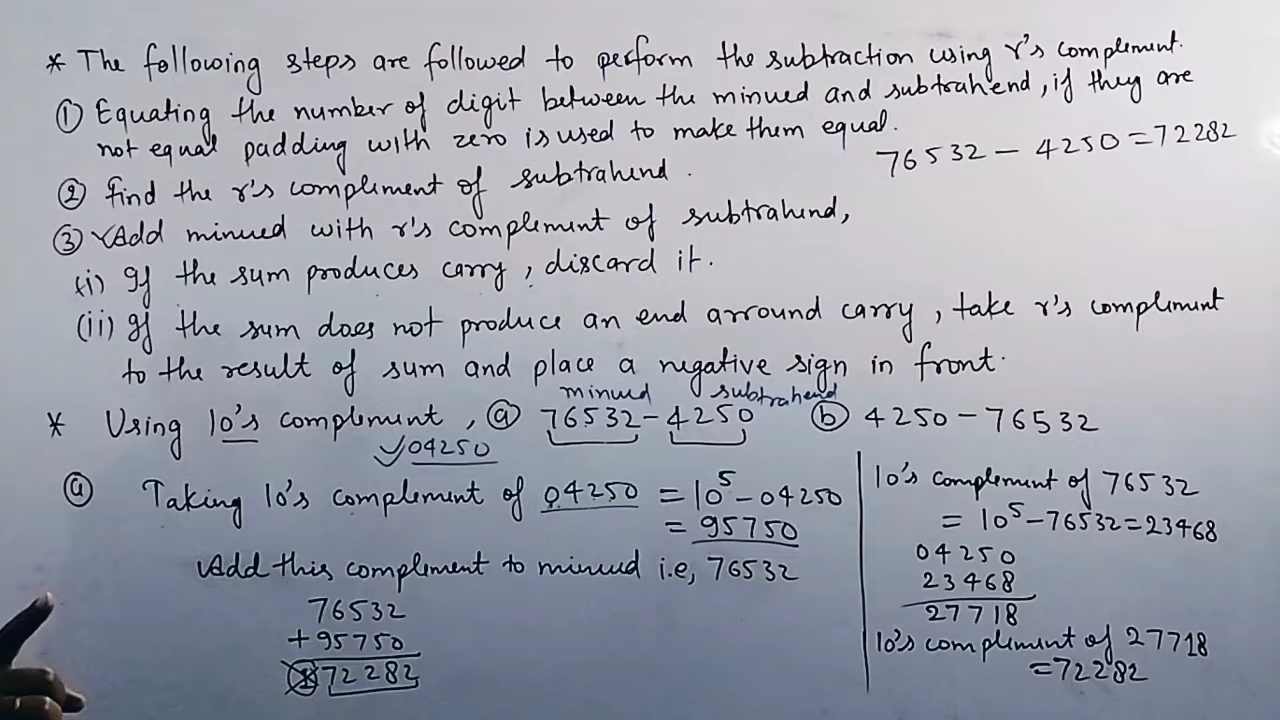 * The following steps are followed to perform the subtraction using r's complement.
① Equating the number of digit between the minued and subtrahend, if they are
not equal padding with zero is used to make them equal.
76532 - 4250 = 72282
② find the r's compliment of subtrahend.
③ Add minued with r's complement of subtrahend,
(i) If the sum produces carry, discard it.
(ii) If the sum does not produce an end arround carry, take r's compliment
to the result of sum and place a negative sign in front.
minued subtrahend
* Using 10's complement, ⓐ 76532 - 4250 ⓑ 4250 - 76532
✓04250
ⓐ Taking 10's complement of 04250 = 10⁵ - 04250
= 95750
Add this complement to minued i.e, 76532
76532
+95750
①72282
10's complement of 76532
= 10⁵ - 76532 = 23468
04250
23468
27718
10's compliment of 27718
= 72282